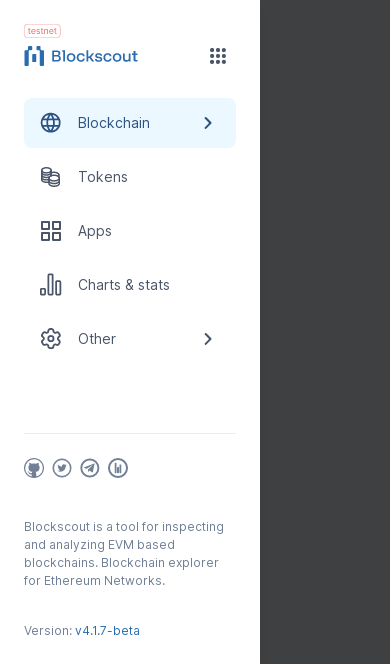 testnet
Blockscout
Blockchain
Tokens
Apps
Charts & stats
Other
Blockscout is a tool for inspecting
and analyzing EVM based
blockchains. Blockchain explorer
for Ethereum Networks.
Version: v4.1.7-beta